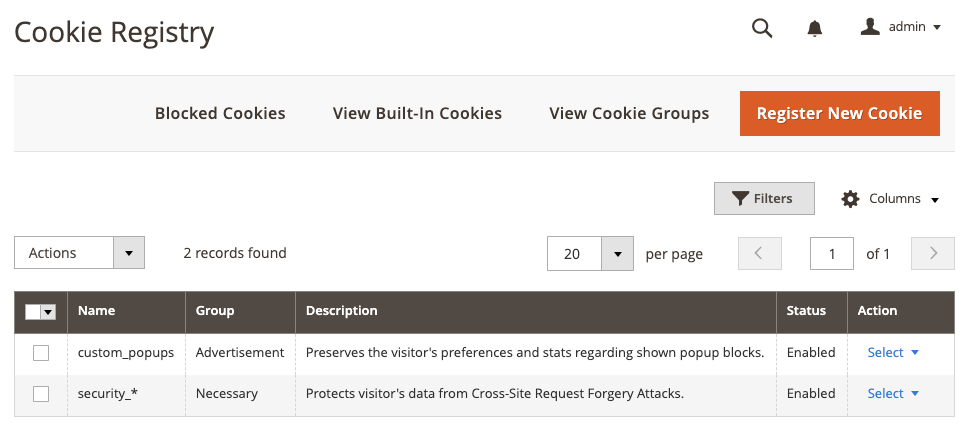 Cookie Registry
admin
Blocked Cookies View Built-In Cookies View Cookie Groups Register New Cookie
Filters Columns
Actions 2 records found 20 per page 1 of 1
Name Group Description Status Action
custom_popups Advertisement Preserves the visitor's preferences and stats regarding shown popup blocks. Enabled Select
security_* Necessary Protects visitor's data from Cross-Site Request Forgery Attacks. Enabled Select